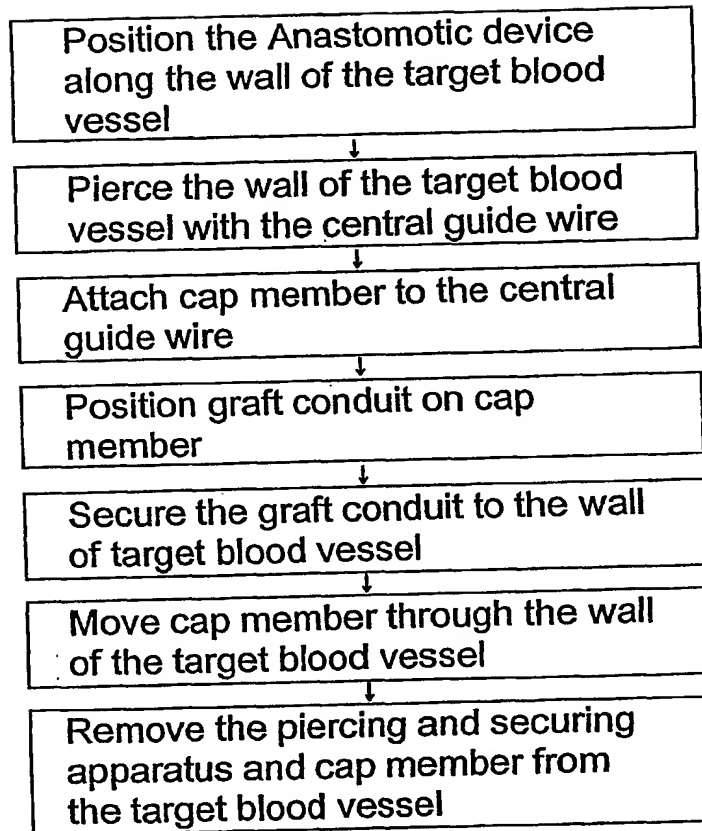 Position the Anastomotic device
along the wall of the target blood
vessel
Pierce the wall of the target blood
vessel with the central guide wire
Attach cap member to the central
guide wire
Position graft conduit on cap
member
Secure the graft conduit to the wall
of target blood vessel
Move cap member through the wall
of the target blood vessel
Remove the piercing and securing
apparatus and cap member from
the target blood vessel